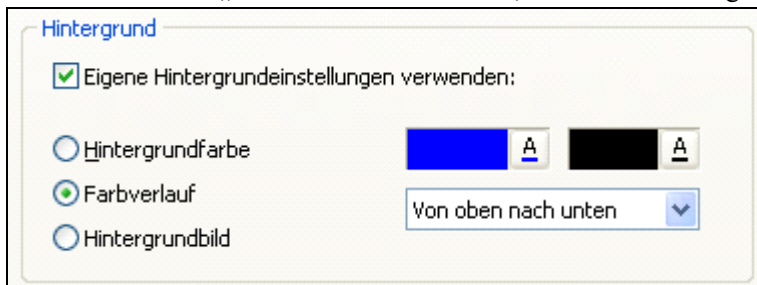 Hintergrund
Eigene Hintergrundeinstellungen verwenden:
Hintergrundfarbe A A
Farbverlauf
Von oben nach unten
Hintergrundbild